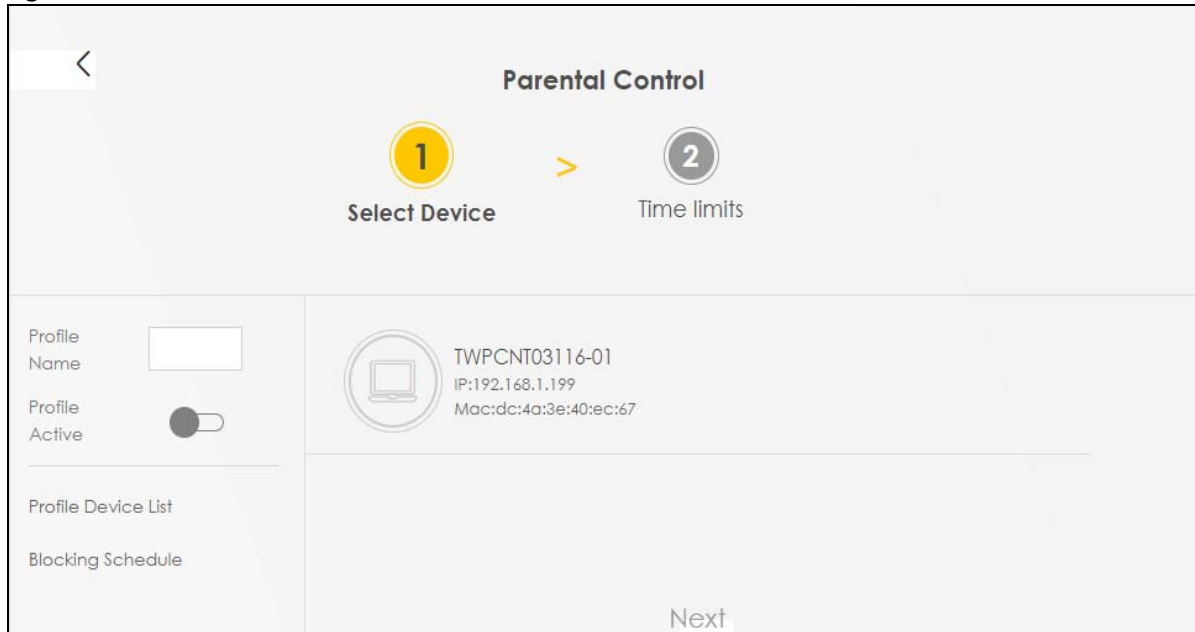 Parental Control
1
>
2
Select Device
Time limits
Profile
Name
Profile
Active
Profile Device List
Blocking Schedule
TWPCNT03116-01
IP:192.168.1.199
Mac:dc:4a:3e:40:ec:67
Next